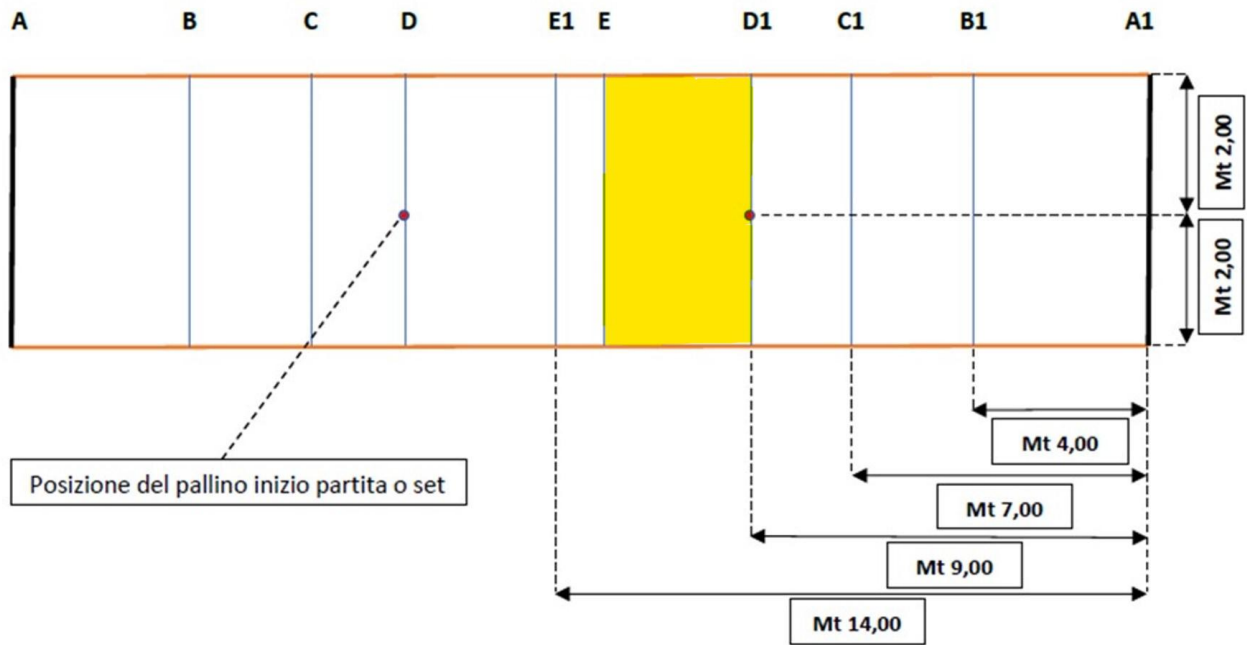 A B C D E1 E D1 C1 B1 A1
Mt 2,00
Mt 2,00
Mt 4,00
Posizione del pallino inizio partita o set
Mt 7,00
Mt 9,00
Mt 14,00